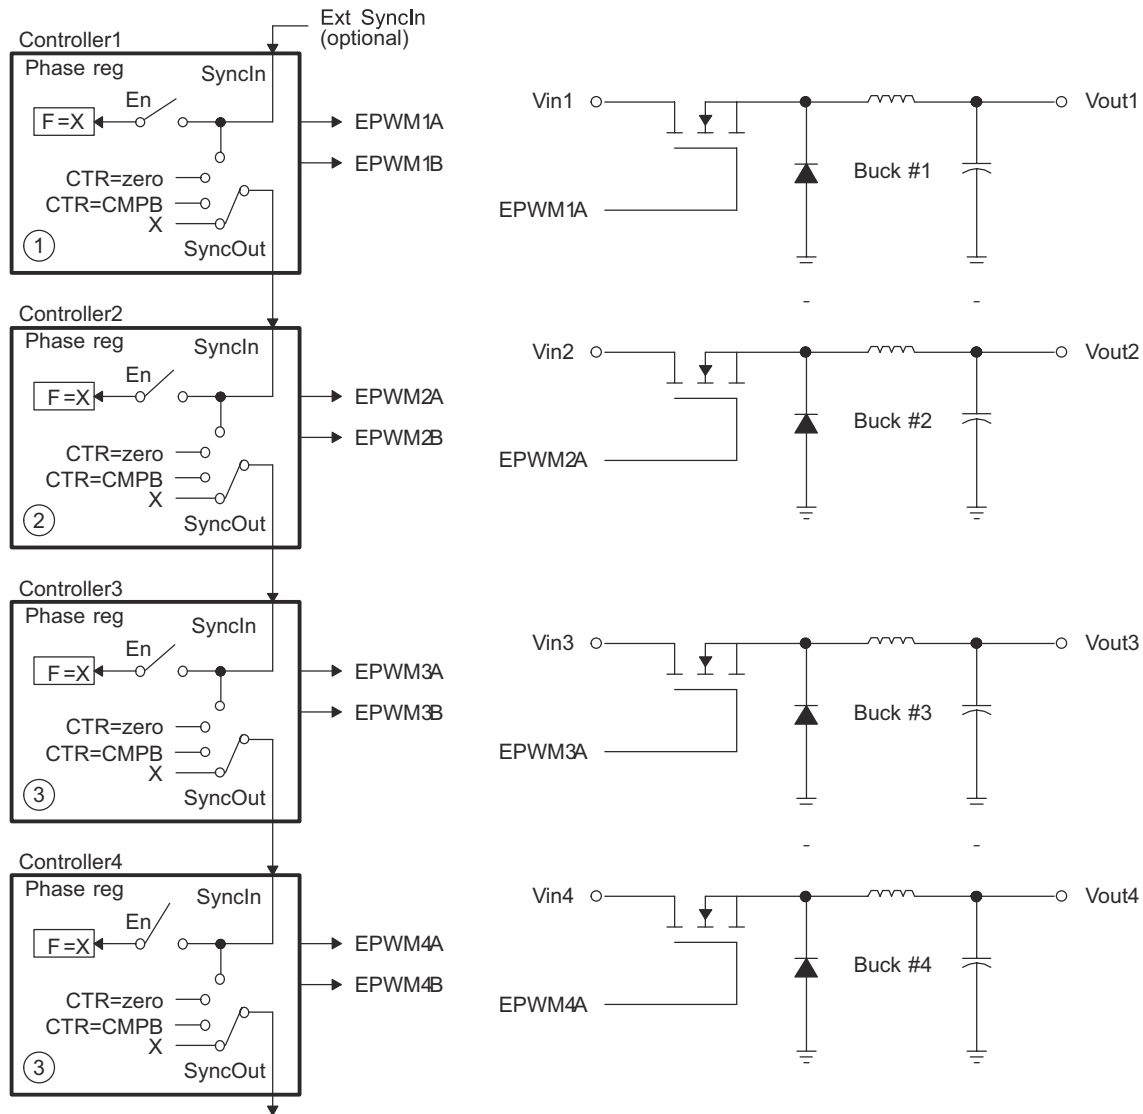 Ext SyncIn
(optional)
Controller1
Phase reg
SyncIn
En
F=X
EPWM1A
EPWM1B
CTR=zero
CTR=CMPB
X
SyncOut
1
Vin1
Vout1
Buck #1
EPWM1A
Controller2
Phase reg
SyncIn
En
F=X
EPWM2A
EPWM2B
CTR=zero
CTR=CMPB
X
SyncOut
2
Vin2
Vout2
Buck #2
EPWM2A
Controller3
Phase reg
SyncIn
En
F=X
EPWM3A
EPWM3B
CTR=zero
CTR=CMPB
X
SyncOut
3
Vin3
Vout3
Buck #3
EPWM3A
Controller4
Phase reg
SyncIn
En
F=X
EPWM4A
EPWM4B
CTR=zero
CTR=CMPB
X
SyncOut
3
Vin4
Vout4
Buck #4
EPWM4A